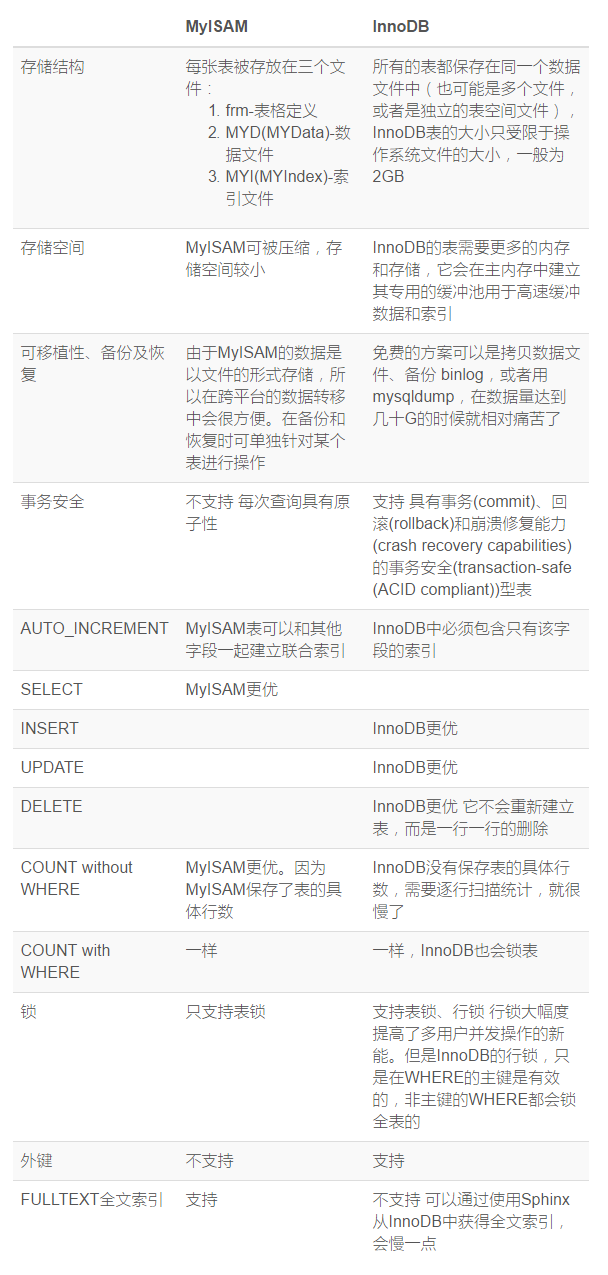 MyISAM
InnoDB
存储结构
每张表被存放在三个文
件：
1. frm-表格定义
2. MYD(MYData)-数
据文件
3. MYI(MYIndex)-索
引文件
所有的表都保存在同一个数据
文件中（也可能是多个文件，
或者是独立的表空间文件），
InnoDB表的大小只受限于操
作系统文件的大小，一般为
2GB
存储空间
MyISAM可被压缩，存
储空间较小
InnoDB的表需要更多的内存
和存储，它会在主内存中建立
其专用的缓冲池用于高速缓冲
数据和索引
可移植性、备份及恢
复
由于MyISAM的数据是
以文件的形式存储，所
以在跨平台的数据转移
中会很方便。在备份和
恢复时可单独针对某个
表进行操作
免费的方案可以是拷贝数据文
件、备份 binlog，或者用
mysqldump，在数据量达到
几十G的时候就相对痛苦了
事务安全
不支持 每次查询具有原
子性
支持 具有事务(commit)、回
滚(rollback)和崩溃修复能力
(crash recovery capabilities)
的事务安全(transaction-safe
(ACID compliant))型表
AUTO_INCREMENT
MyISAM表可以和其他
字段一起建立联合索引
InnoDB中必须包含只有该字
段的索引
SELECT
MyISAM更优
INSERT
InnoDB更优
UPDATE
InnoDB更优
DELETE
InnoDB更优 它不会重新建立
表，而是一行一行的删除
COUNT without
WHERE
MyISAM更优。因为
MyISAM保存了表的具
体行数
InnoDB没有保存表的具体行
数，需要逐行扫描统计，就很
慢了
COUNT with
WHERE
一样
一样，InnoDB也会锁表
锁
只支持表锁
支持表锁、行锁 行锁大幅度
提高了多用户并发操作的新
能。但是InnoDB的行锁，只
是在WHERE的主键是有效
的，非主键的WHERE都会锁
全表的
外键
不支持
支持
FULLTEXT全文索引
支持
不支持 可以通过使用Sphinx
从InnoDB中获得全文索引，
会慢一点